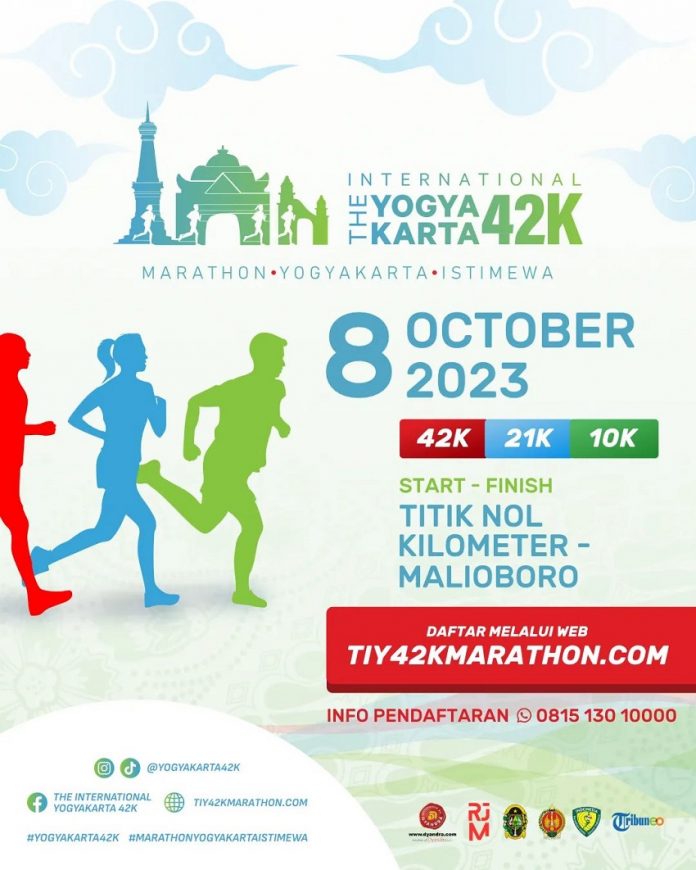 INTERNATIONAL
THE YOGYA
KARTA 42K
MARATHON•YOGYAKARTA•ISTIMEWA
8 OCTOBER
2023
42K 21K 10K
START - FINISH
TITIK NOL
KILOMETER -
MALIOBORO
DAFTAR MELALUI WEB
TIY42KMARATHON.COM
INFO PENDAFTARAN 0815 130 10000
@YOGYAKARTA42K
THE INTERNATIONAL
YOGYAKARTA 42K
TIY42KMARATHON.COM
#YOGYAKARTA42K #MARATHONYOGYAKARTAISTIMEWA
www.dyandra.com
RJM
Tribun